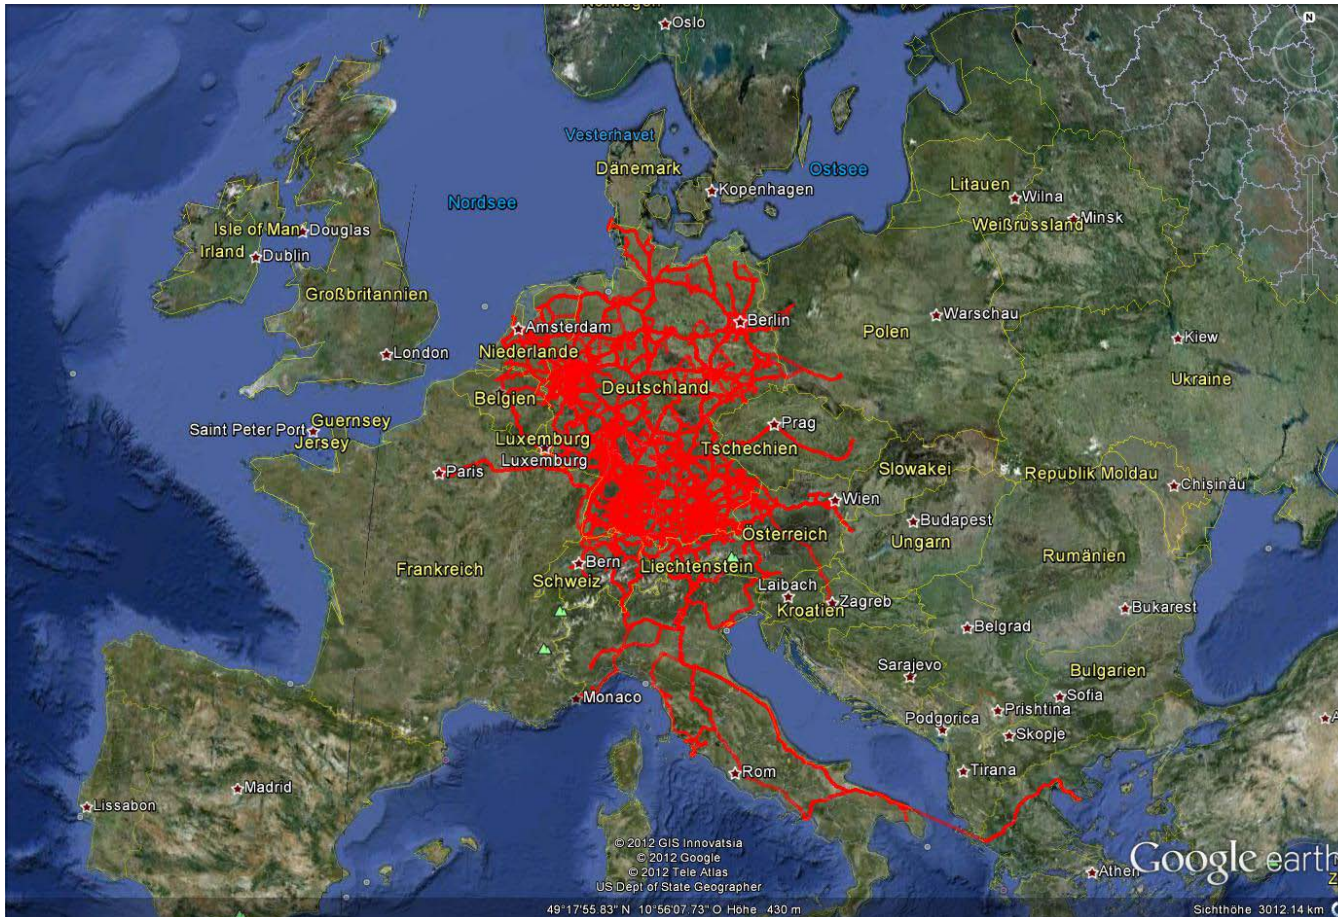 Norwegen
Oslo
N
Vesterhavet
Dänemark
Ostsee
Kopenhagen
Litauen
Wilna
Minsk
Weißrussland
Nordsee
Isle of Man
Douglas
Irland
Dublin
Großbritannien
London
Amsterdam
Niederlande
Berlin
Warschau
Polen
Kiew
Ukraine
Deutschland
Belgien
Guernsey
Saint Peter Port
Jersey
Luxemburg
Luxemburg
Paris
Prag
Tschechien
Slowakei
Republik Moldau
Chișinău
Wien
Budapest
Österreich
Ungarn
Rumänien
Frankreich
Bern
Schweiz
Liechtenstein
Laibach
Zagreb
Kroatien
Bukarest
Belgrad
Sarajevo
Bulgarien
Sofia
Prishtina
Podgorica
Skopje
Monaco
Tirana
Rom
Madrid
Lissabon
Athen
© 2012 GIS Innovatsia
© 2012 Google
© 2012 Tele Atlas
US Dept of State Geographer
Google earth
49°17'55.83" N 10°56'07.73" O Höhe 430 m
Sichthöhe 3012.14 km